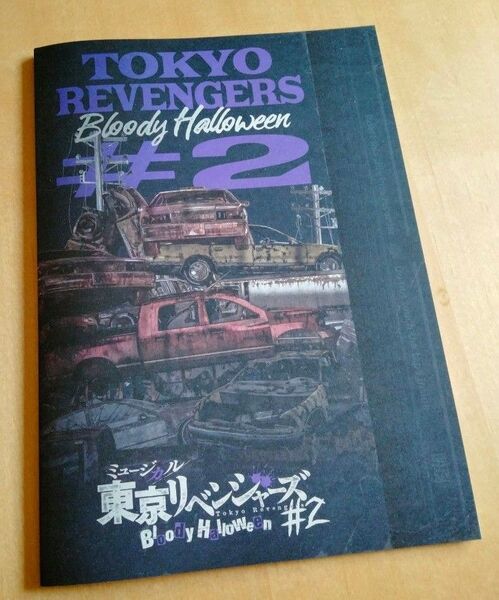 TOKYO
REVENGERS
Bloody Halloween
#2
ミュージカル
東京リベンジャーズ
Tokyo Reveng
#2
Bloody Halloween